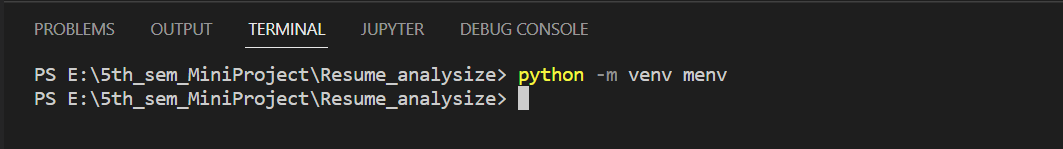 PROBLEMS OUTPUT TERMINAL JUPYTER DEBUG CONSOLE
PS E:\5th_sem_MiniProject\Resume_analysize> python -m venv menv
PS E:\5th_sem_MiniProject\Resume_analysize>